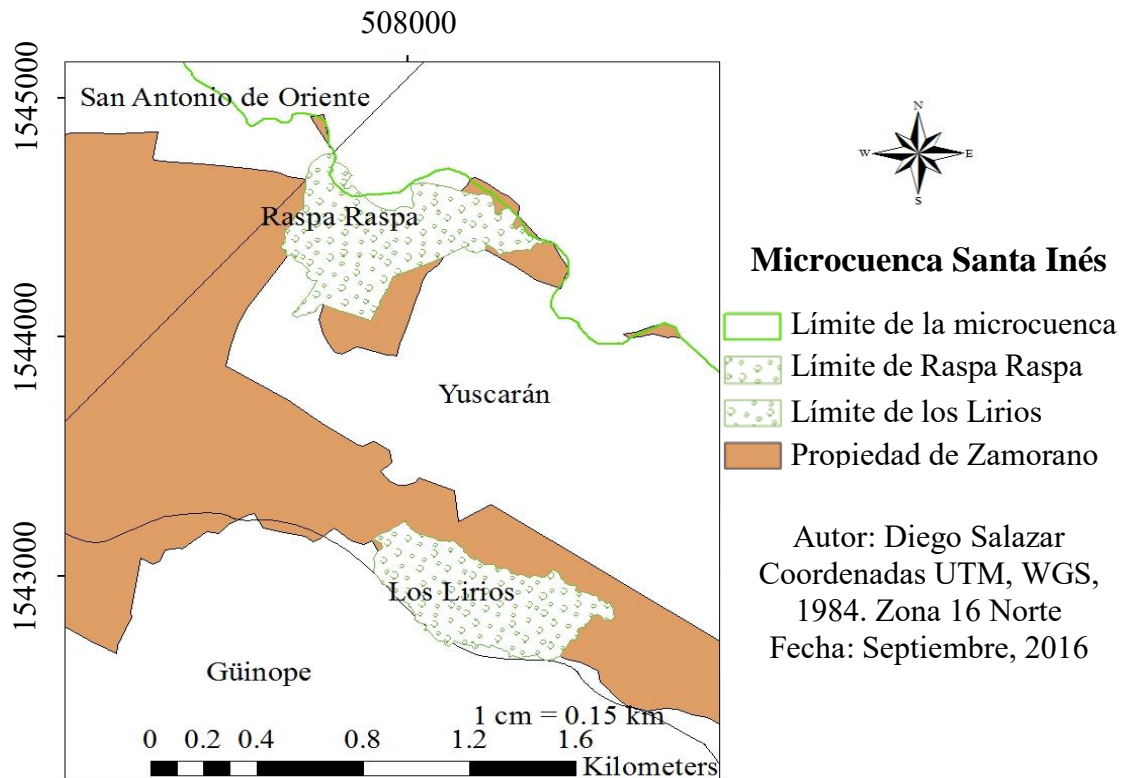 508000
1545000
1544000
1543000
San Antonio de Oriente
Raspa Raspa
Yuscarán
Los Lirios
Güinope
1 cm = 0.15 km
0 0.2 0.4 0.8 1.2 1.6
Kilometers
N
W E
S
Microcuenca Santa Inés
Límite de la microcuenca
Límite de Raspa Raspa
Límite de los Lirios
Propiedad de Zamorano
Autor: Diego Salazar
Coordenadas UTM, WGS,
1984. Zona 16 Norte
Fecha: Septiembre, 2016